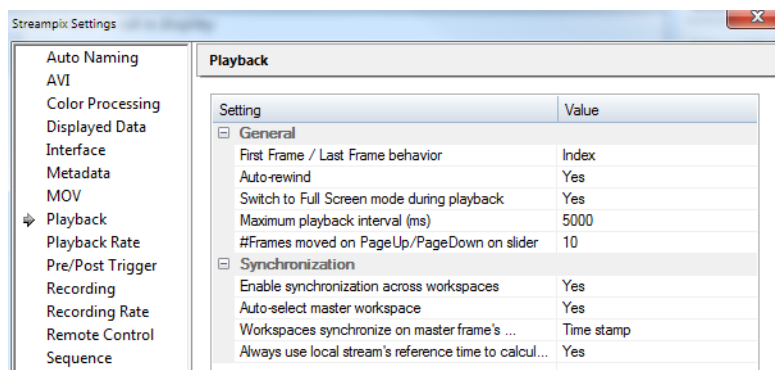 Streampix Settings
Auto Naming
AVI
Color Processing
Displayed Data
Interface
Metadata
MOV
Playback
Playback Rate
Pre/Post Trigger
Recording
Recording Rate
Remote Control
Sequence
Playback
Setting Value
General
First Frame / Last Frame behavior Index
Auto-rewind Yes
Switch to Full Screen mode during playback Yes
Maximum playback interval (ms) 5000
#Frames moved on PageUp/PageDown on slider 10
Synchronization
Enable synchronization across workspaces Yes
Auto-select master workspace Yes
Workspaces synchronize on master frame's ... Time stamp
Always use local stream's reference time to calcul... Yes